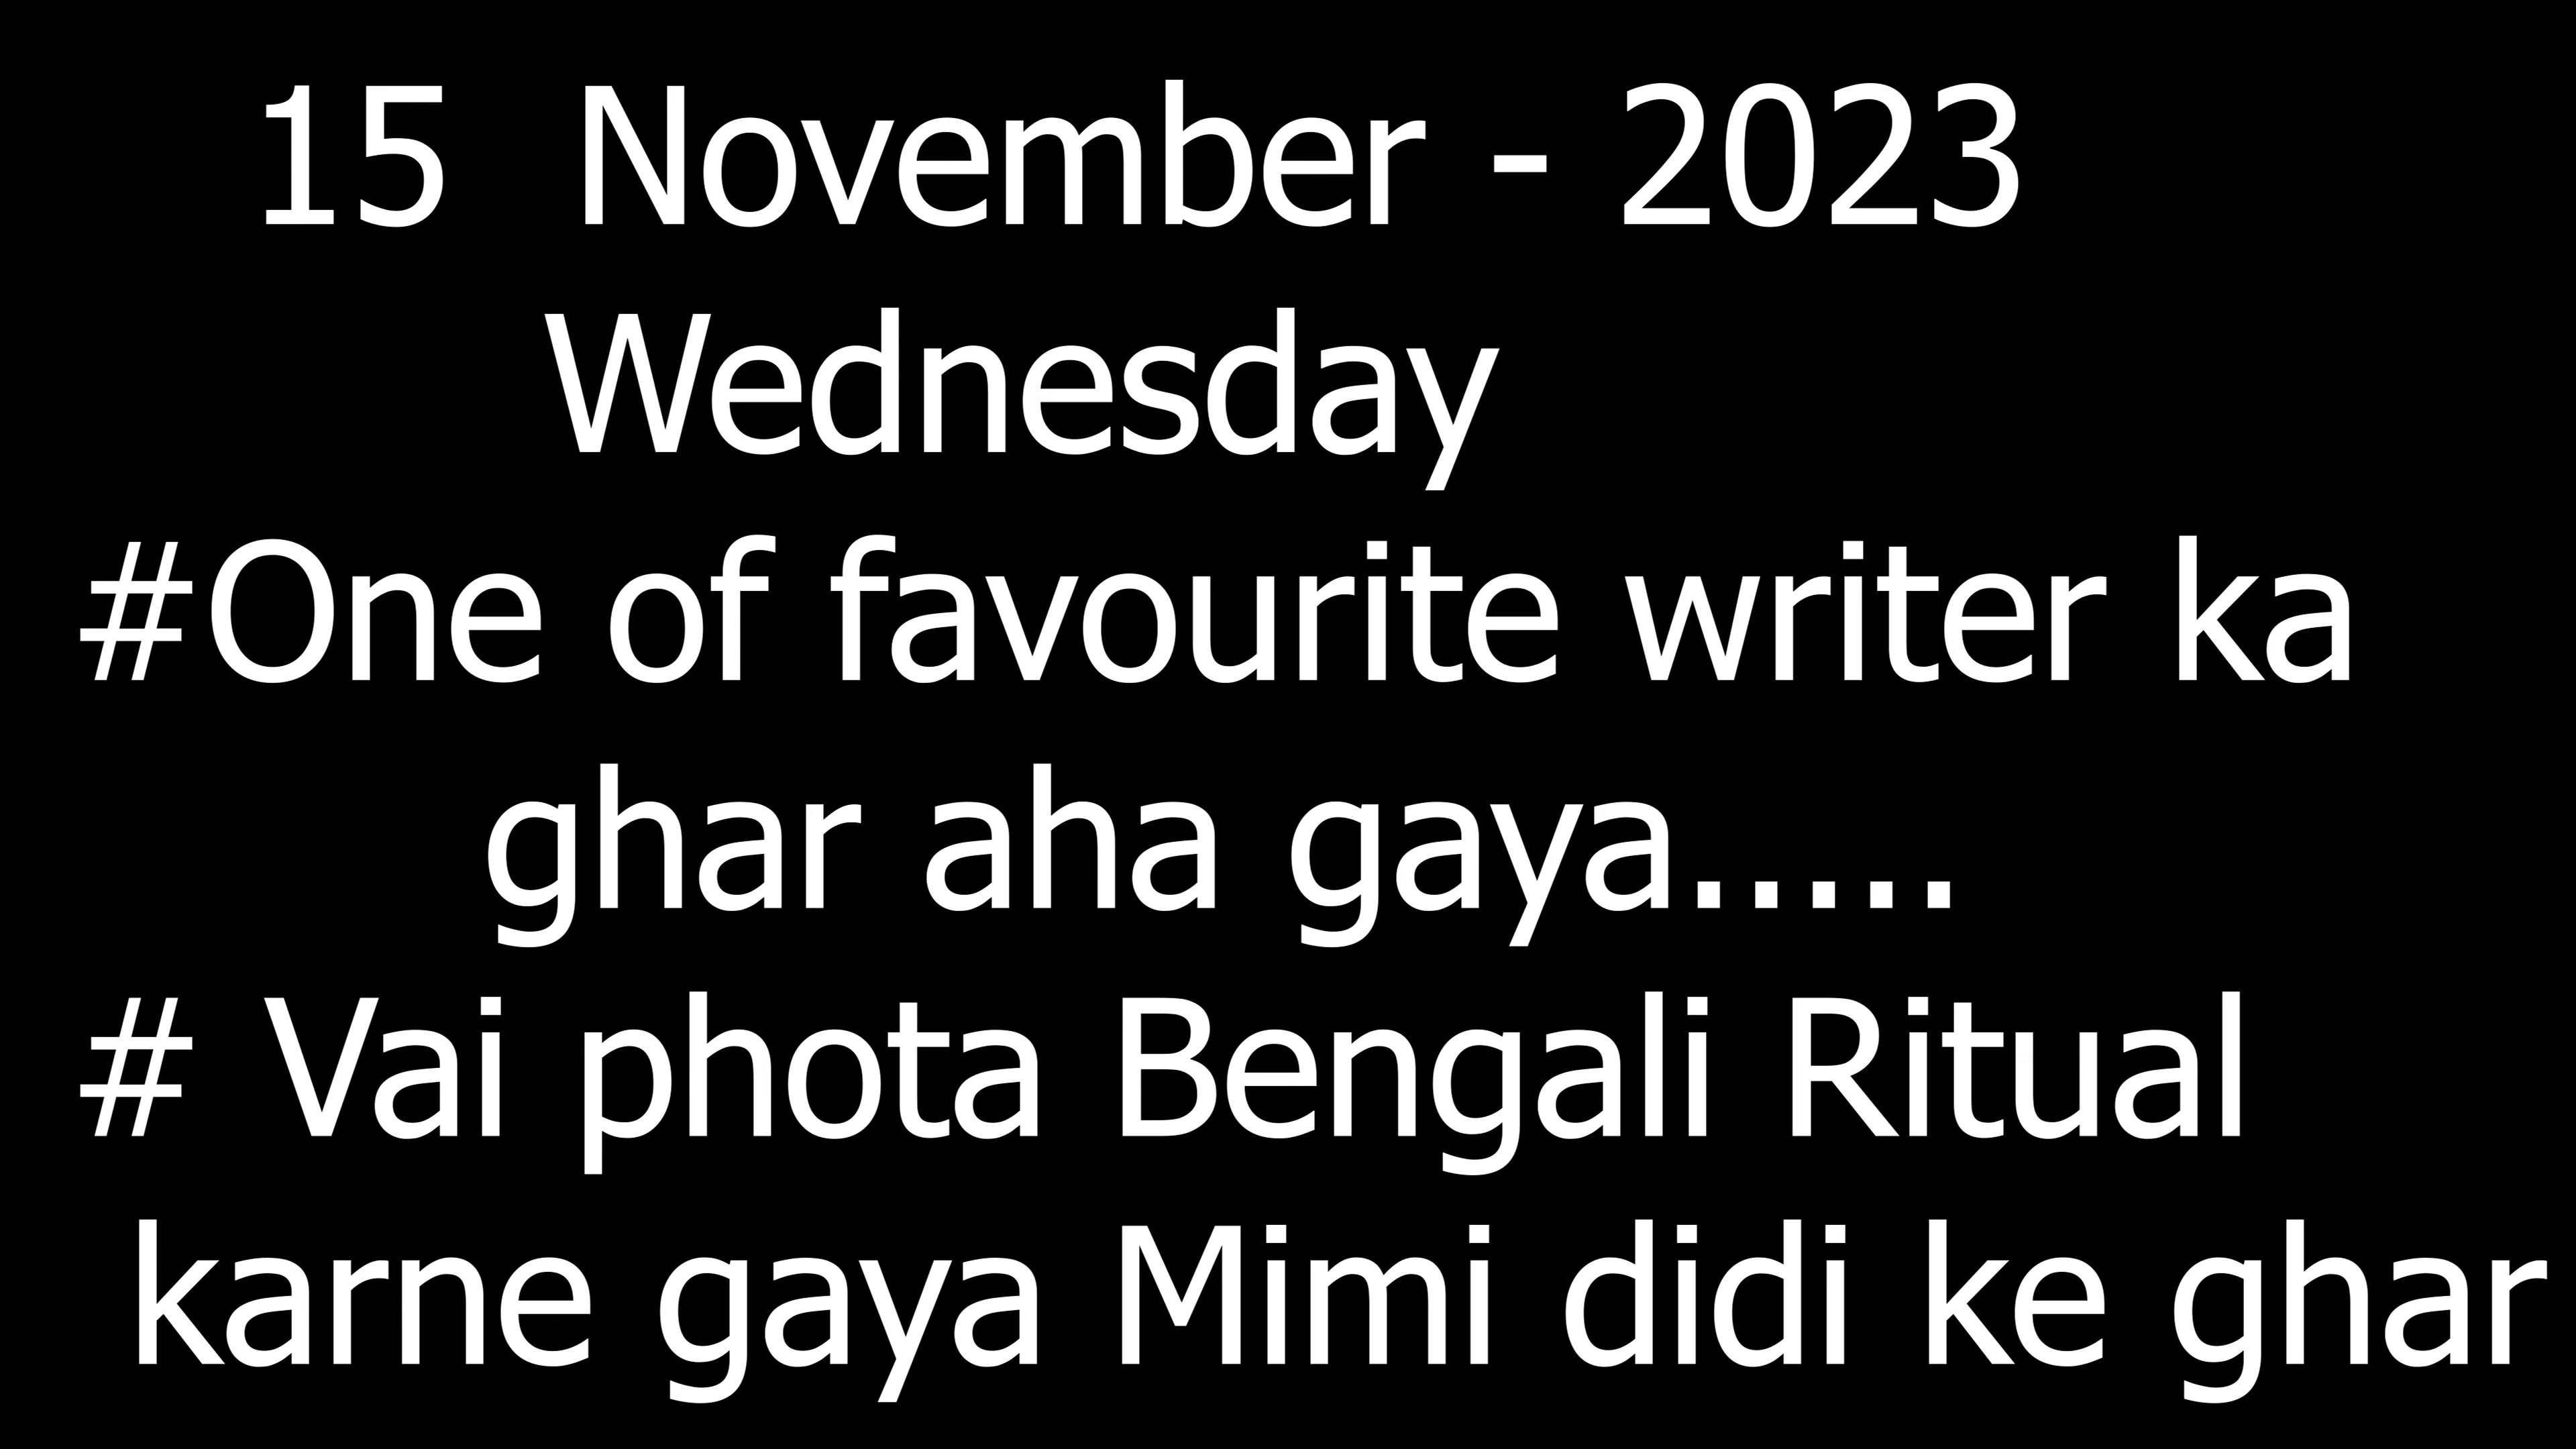 15 November - 2023
Wednesday
#One of favourite writer ka
ghar aha gaya.....
# Vai phota Bengali Ritual
karne gaya Mimi didi ke ghar